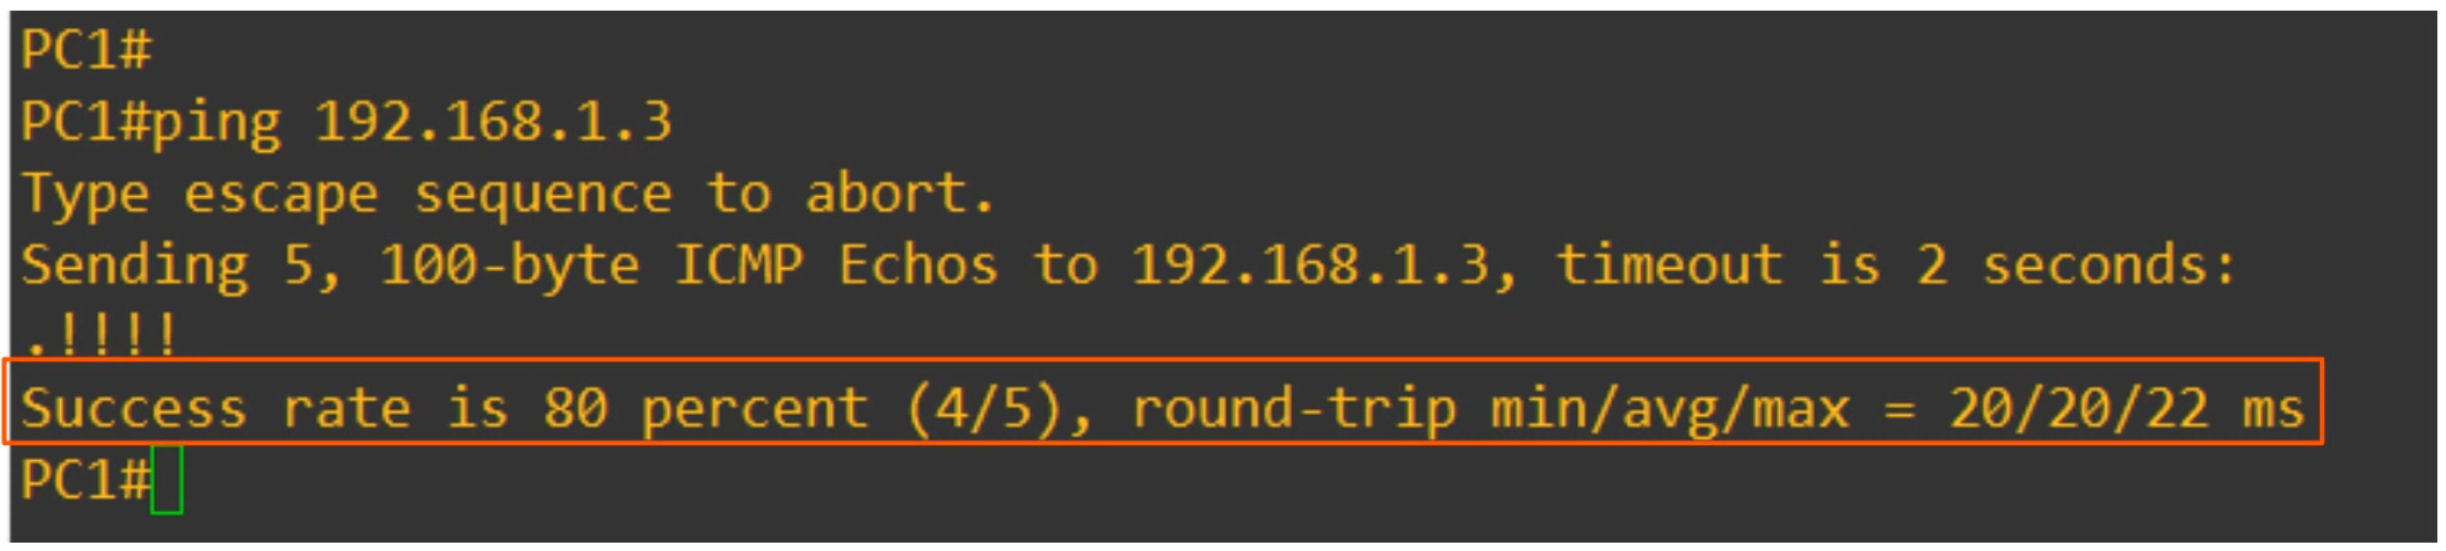 PC1#
PC1#ping 192.168.1.3
Type escape sequence to abort.
Sending 5, 100-byte ICMP Echos to 192.168.1.3, timeout is 2 seconds:
.!!!!
Success rate is 80 percent (4/5), round-trip min/avg/max = 20/20/22 ms
PC1#